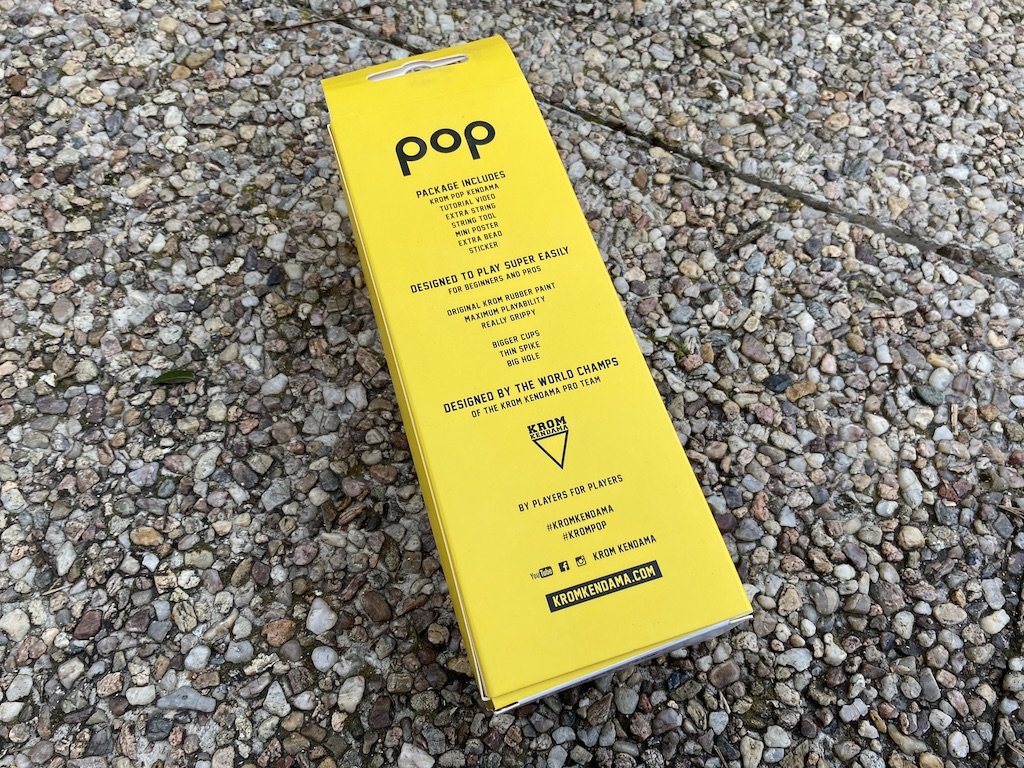 pop
PACKAGE INCLUDES
KROM POP KENDAMA
TUTORIAL VIDEO
EXTRA STRING
STRING TOOL
MINI POSTER
EXTRA BEAD
STICKER
DESIGNED TO PLAY SUPER EASILY
FOR BEGINNERS AND PROS
ORIGINAL KROM RUBBER PAINT
MAXIMUM PLAYABILITY
REALLY GRIPPY
BIGGER CUPS
THIN SPIKE
BIG HOLE
DESIGNED BY THE WORLD CHAMPS
OF THE KROM KENDAMA PRO TEAM
KROM
KENDAMA
BY PLAYERS FOR PLAYERS
#KROMKENDAMA
#KROMPOP
YouTube f KROM KENDAMA
KROMKENDAMA.COM